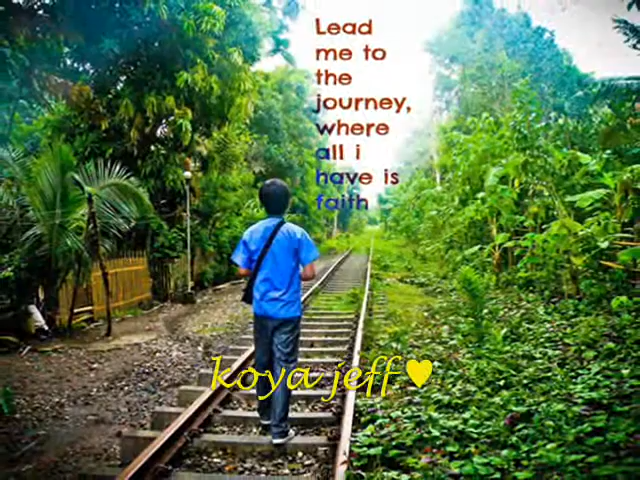 Lead
me to
the
journey,
where
all i
have is
faith
koya jeff♥